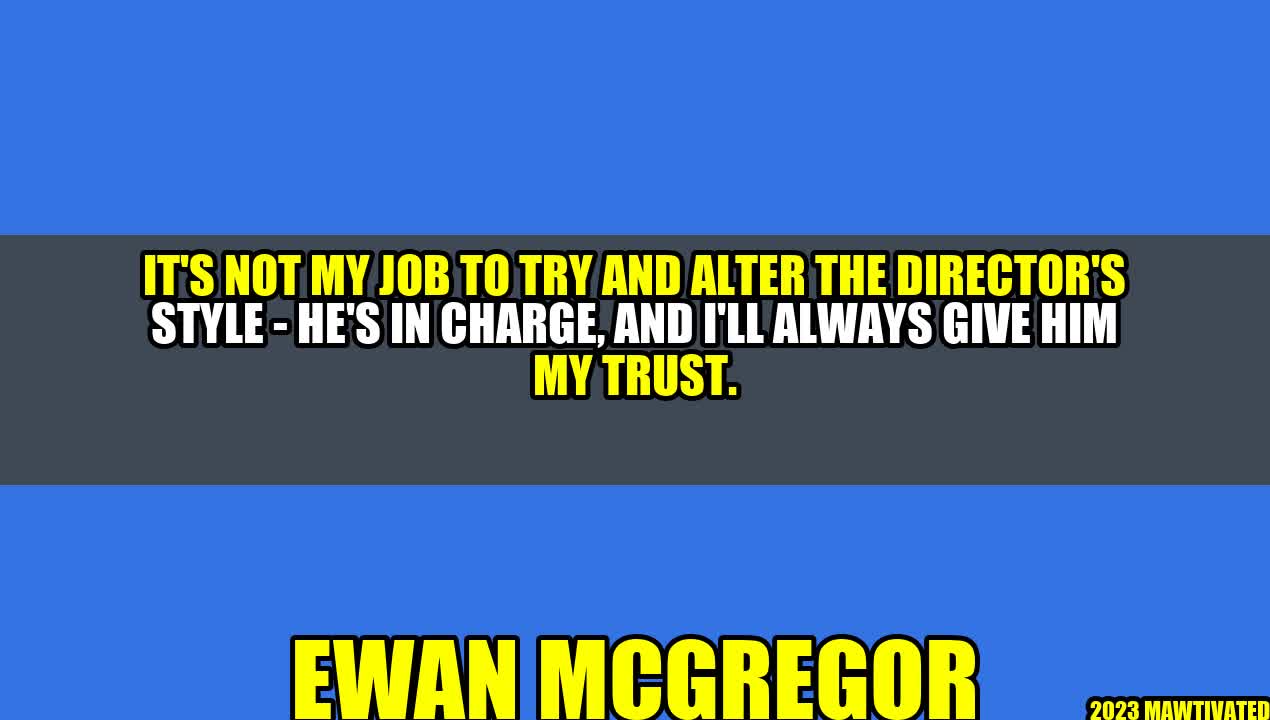 IT'S NOT MY JOB TO TRY AND ALTER THE DIRECTOR'S
STYLE - HE'S IN CHARGE, AND I'LL ALWAYS GIVE HIM
MY TRUST.
EWAN MCGREGOR
2023 MAWTIVATED